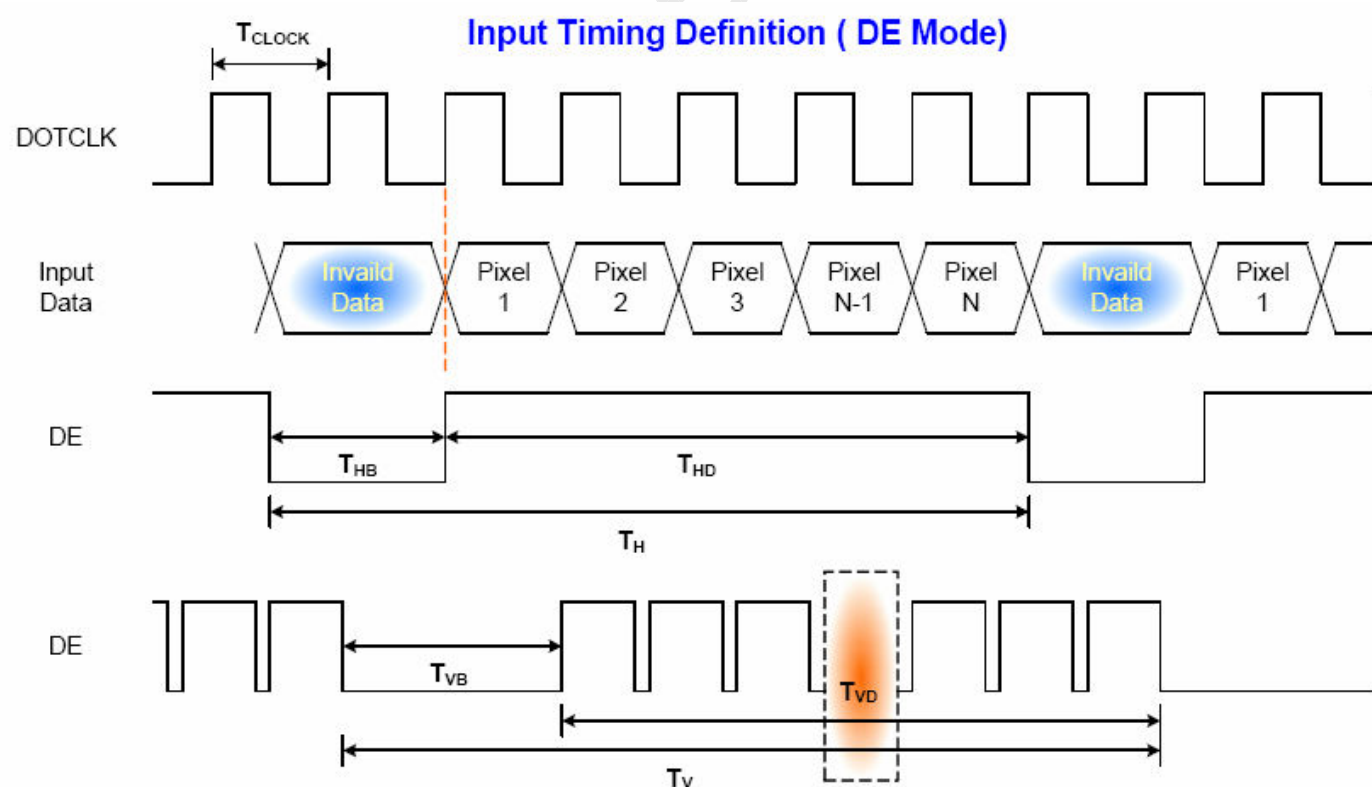 Input Timing Definition ( DE Mode)
TCLOCK
DOTCLK
Input
Data
Invaild
Data
Pixel
1
Pixel
2
Pixel
3
Pixel
N-1
Pixel
N
Invaild
Data
Pixel
1
DE
THB
THD
TH
DE
TVB
TVD
TV